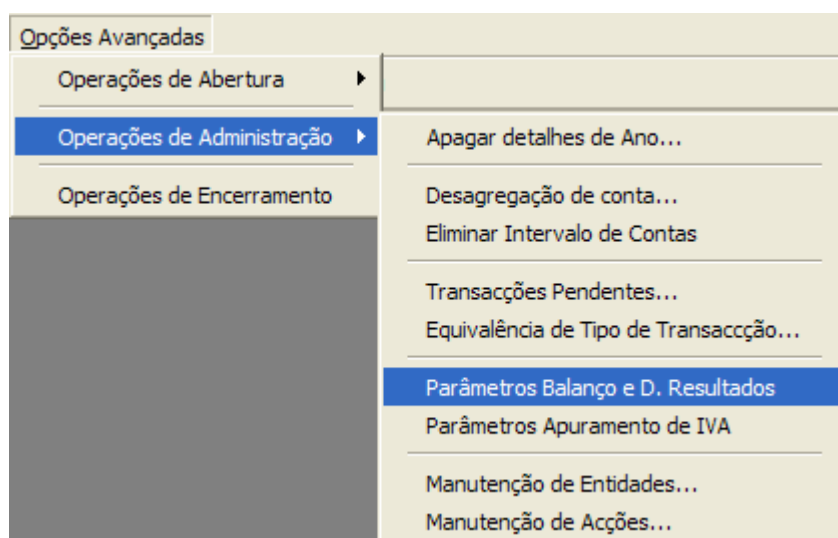 Opções Avançadas
Operações de Abertura
Operações de Administração
Operações de Encerramento
Apagar detalhes de Ano...
Desagregação de conta...
Eliminar Intervalo de Contas
Transacções Pendentes...
Equivalência de Tipo de Transaccção...
Parâmetros Balanço e D. Resultados
Parâmetros Apuramento de IVA
Manutenção de Entidades...
Manutenção de Acções...